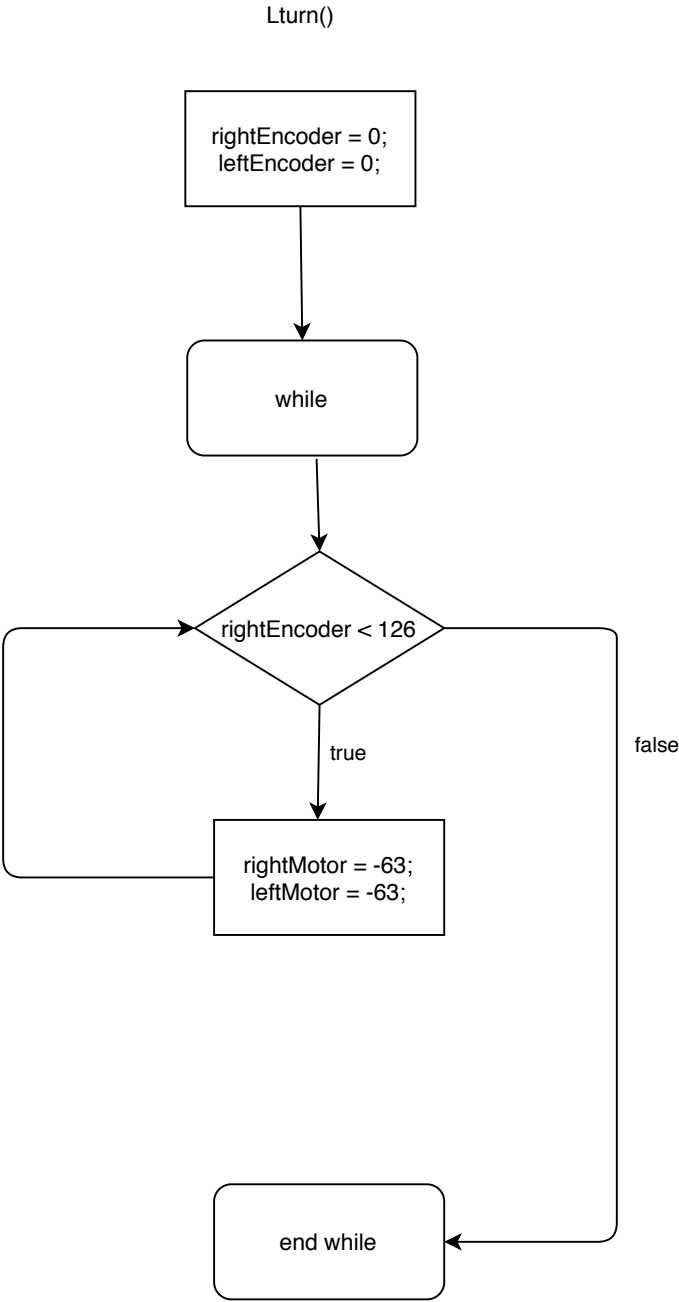 Lturn()
rightEncoder = 0;
leftEncoder = 0;
while
rightEncoder < 126
true
false
rightMotor = -63;
leftMotor = -63;
end while